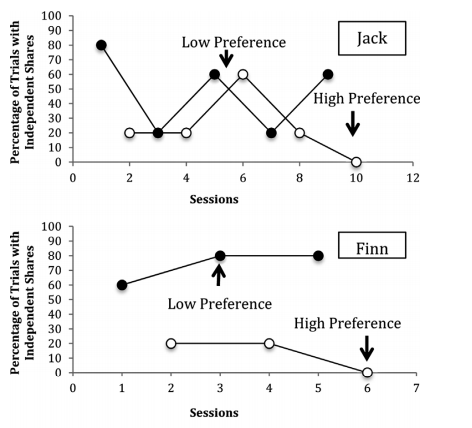 Percentage of Trials with
Independent Shares
100
90
80
70
60
50
40
30
20
10
0
Low Preference
Jack
High Preference
0 2 4 6 8 10 12
Sessions
Percentage of Trials with
Independent Shares
100
90
80
70
60
50
40
30
20
10
0
Finn
Low Preference
High Preference
0 1 2 3 4 5 6 7
Sessions